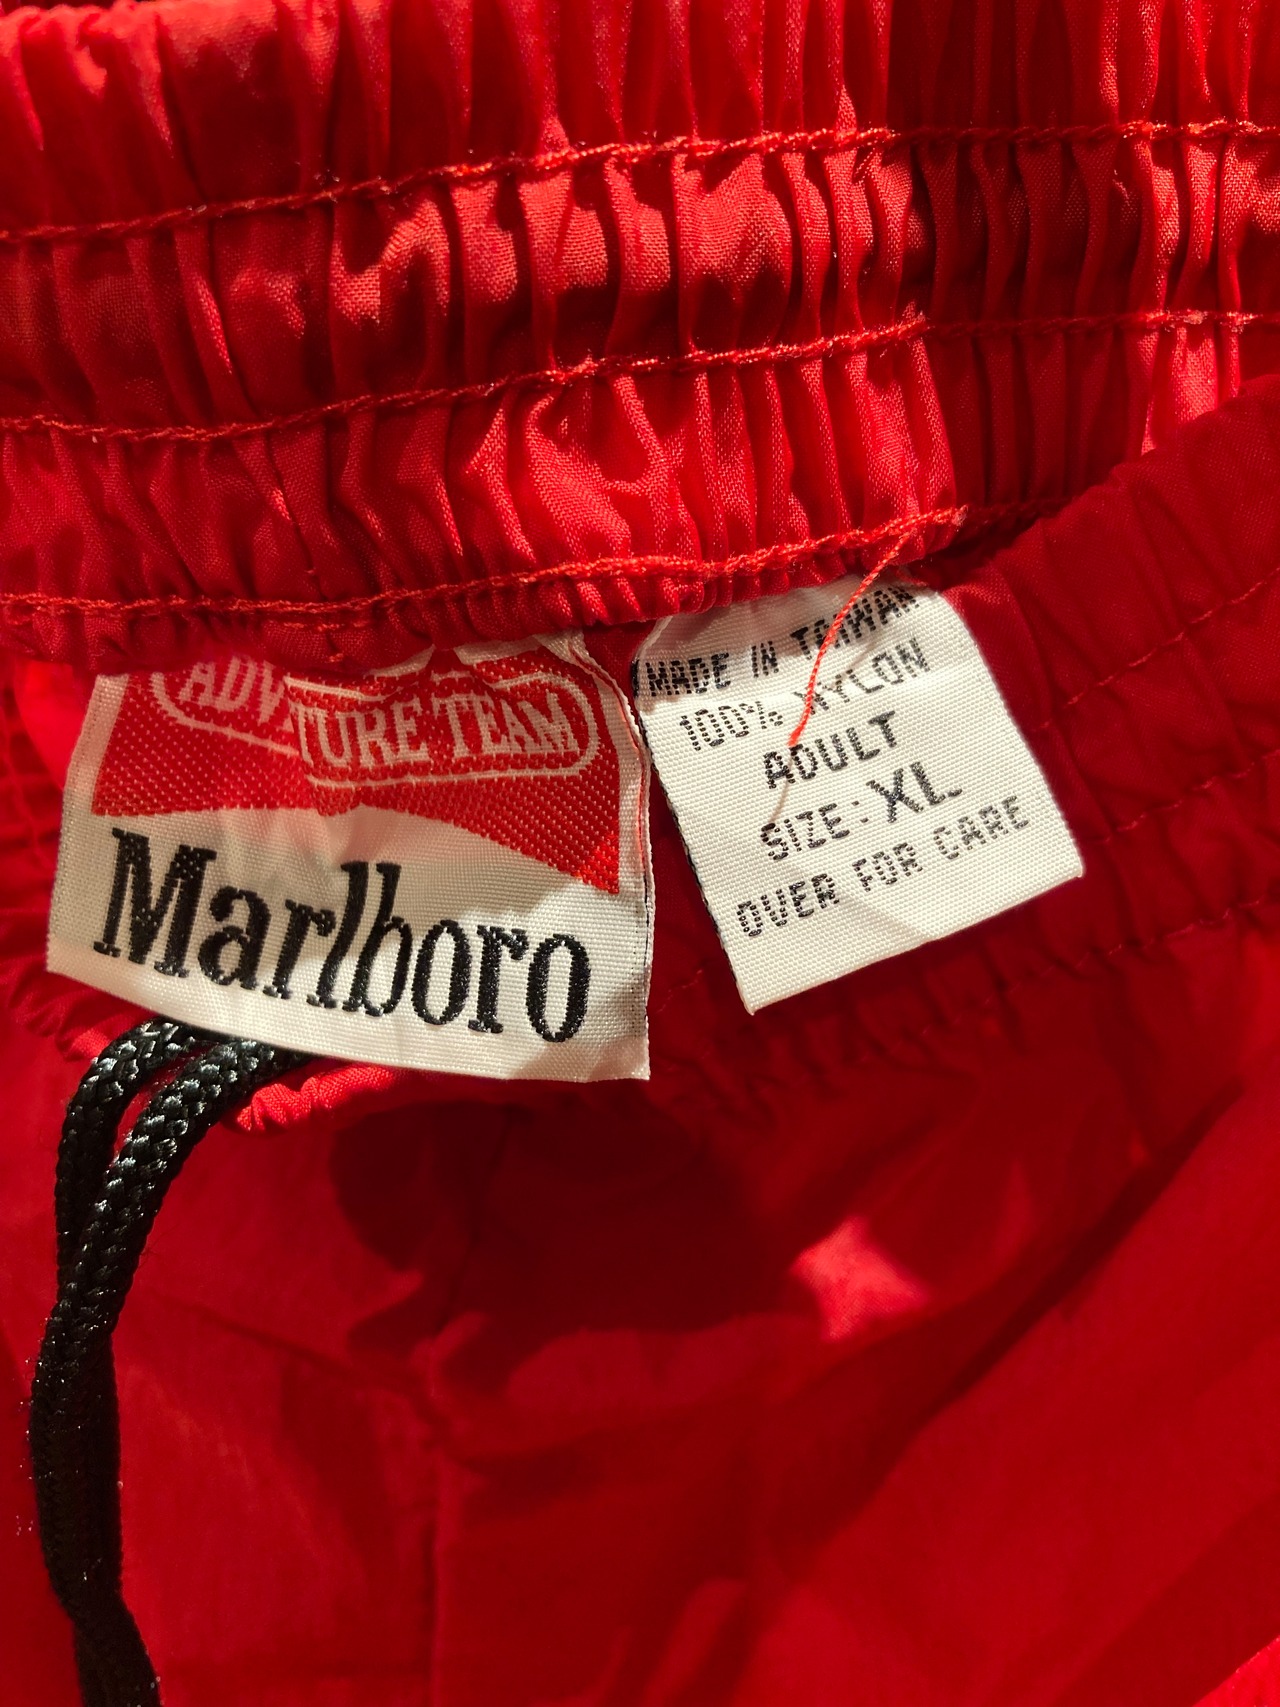 ADVENTURE TEAM
Marlboro
MADE IN TAIWAN
100% NYLON
ADULT
SIZE: XL
OVER FOR CARE